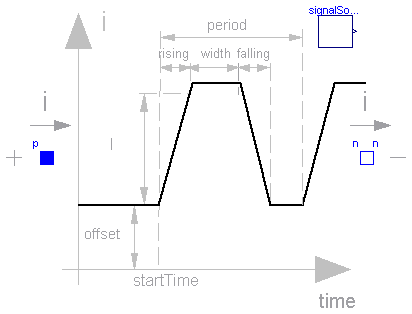 signalSo...
i
period
rising width falling
i
i
I
p
n n
+
−
offset
startTime
time